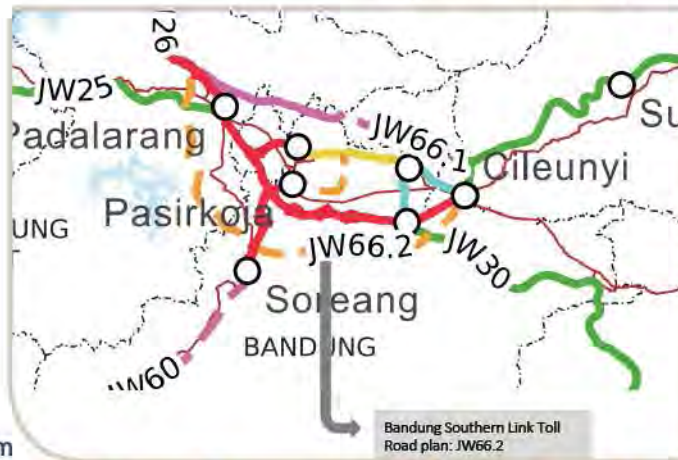 26
JW25
JW66.1
Su
Padalarang
Cileunyi
Pasirkoja
UNG
JW66.2
JW30
Soreang
BANDUNG
JW60
Bandung Southern Link Toll
Road plan: JW66.2
m